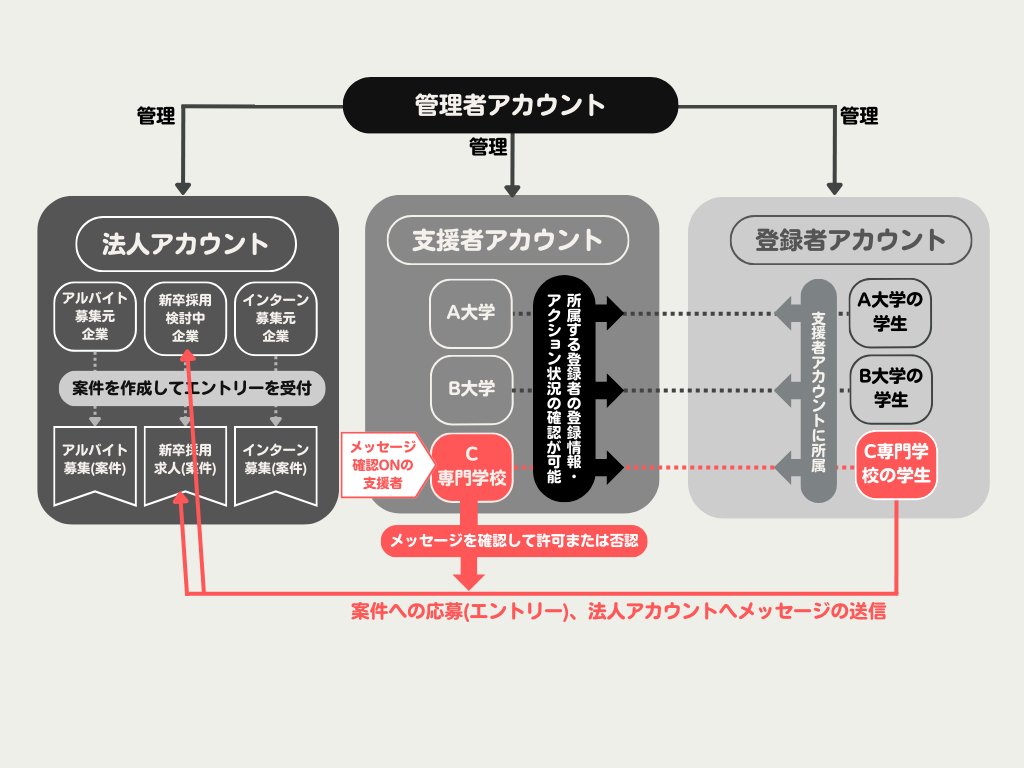 管理者アカウント
管理
管理
管理
法人アカウント
アルバイト
募集元
企業
新卒採用
検討中
企業
インターン
募集元
企業
案件を作成してエントリーを受付
アルバイト
募集(案件)
新卒採用
求人(案件)
インターン
募集(案件)
支援者アカウント
A大学
B大学
C
専門学校
メッセージ
確認ONの
支援者
所属する登録者の登録情報・
アクション状況の確認が可能
メッセージを確認して許可または否認
登録者アカウント
支援者アカウントに所属
A大学の
学生
B大学の
学生
C専門学
校の学生
案件への応募(エントリー)、法人アカウントへメッセージの送信